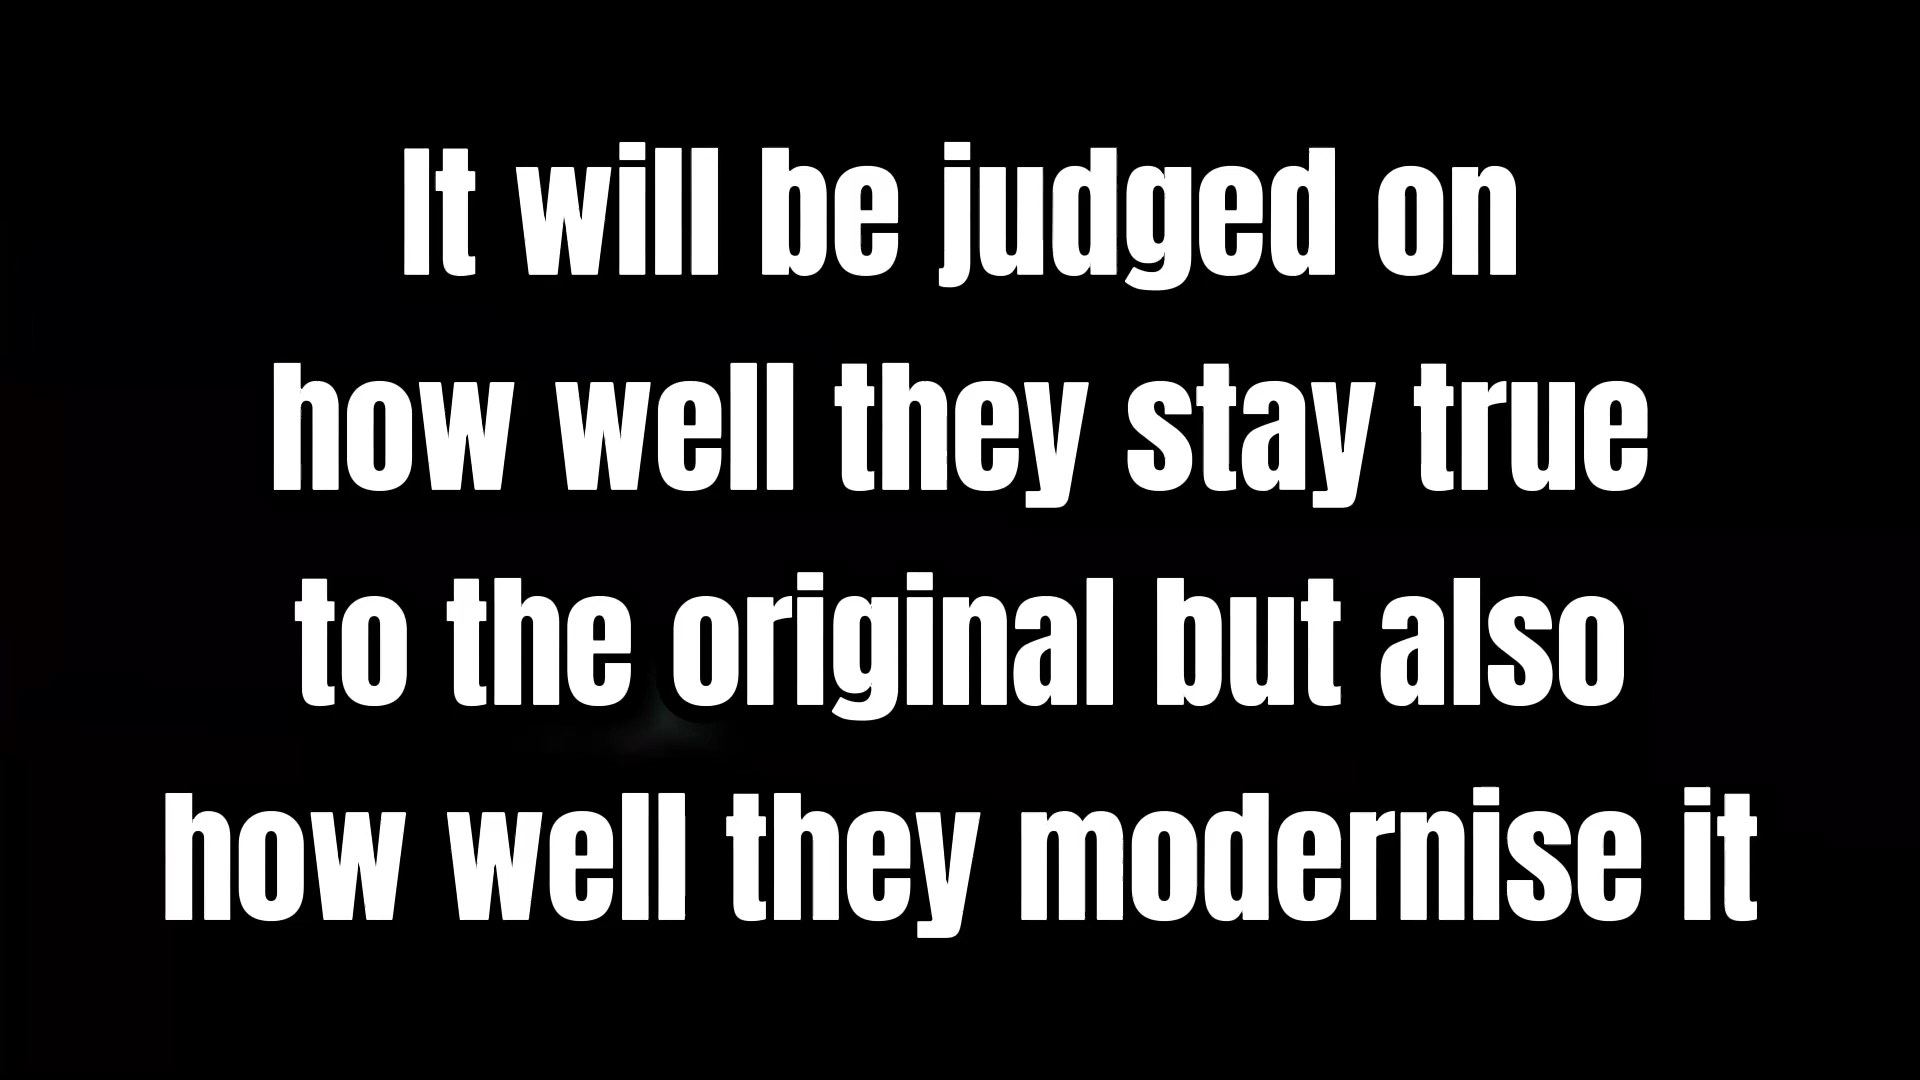 It will be judged on
how well they stay true
to the original but also
how well they modernise it